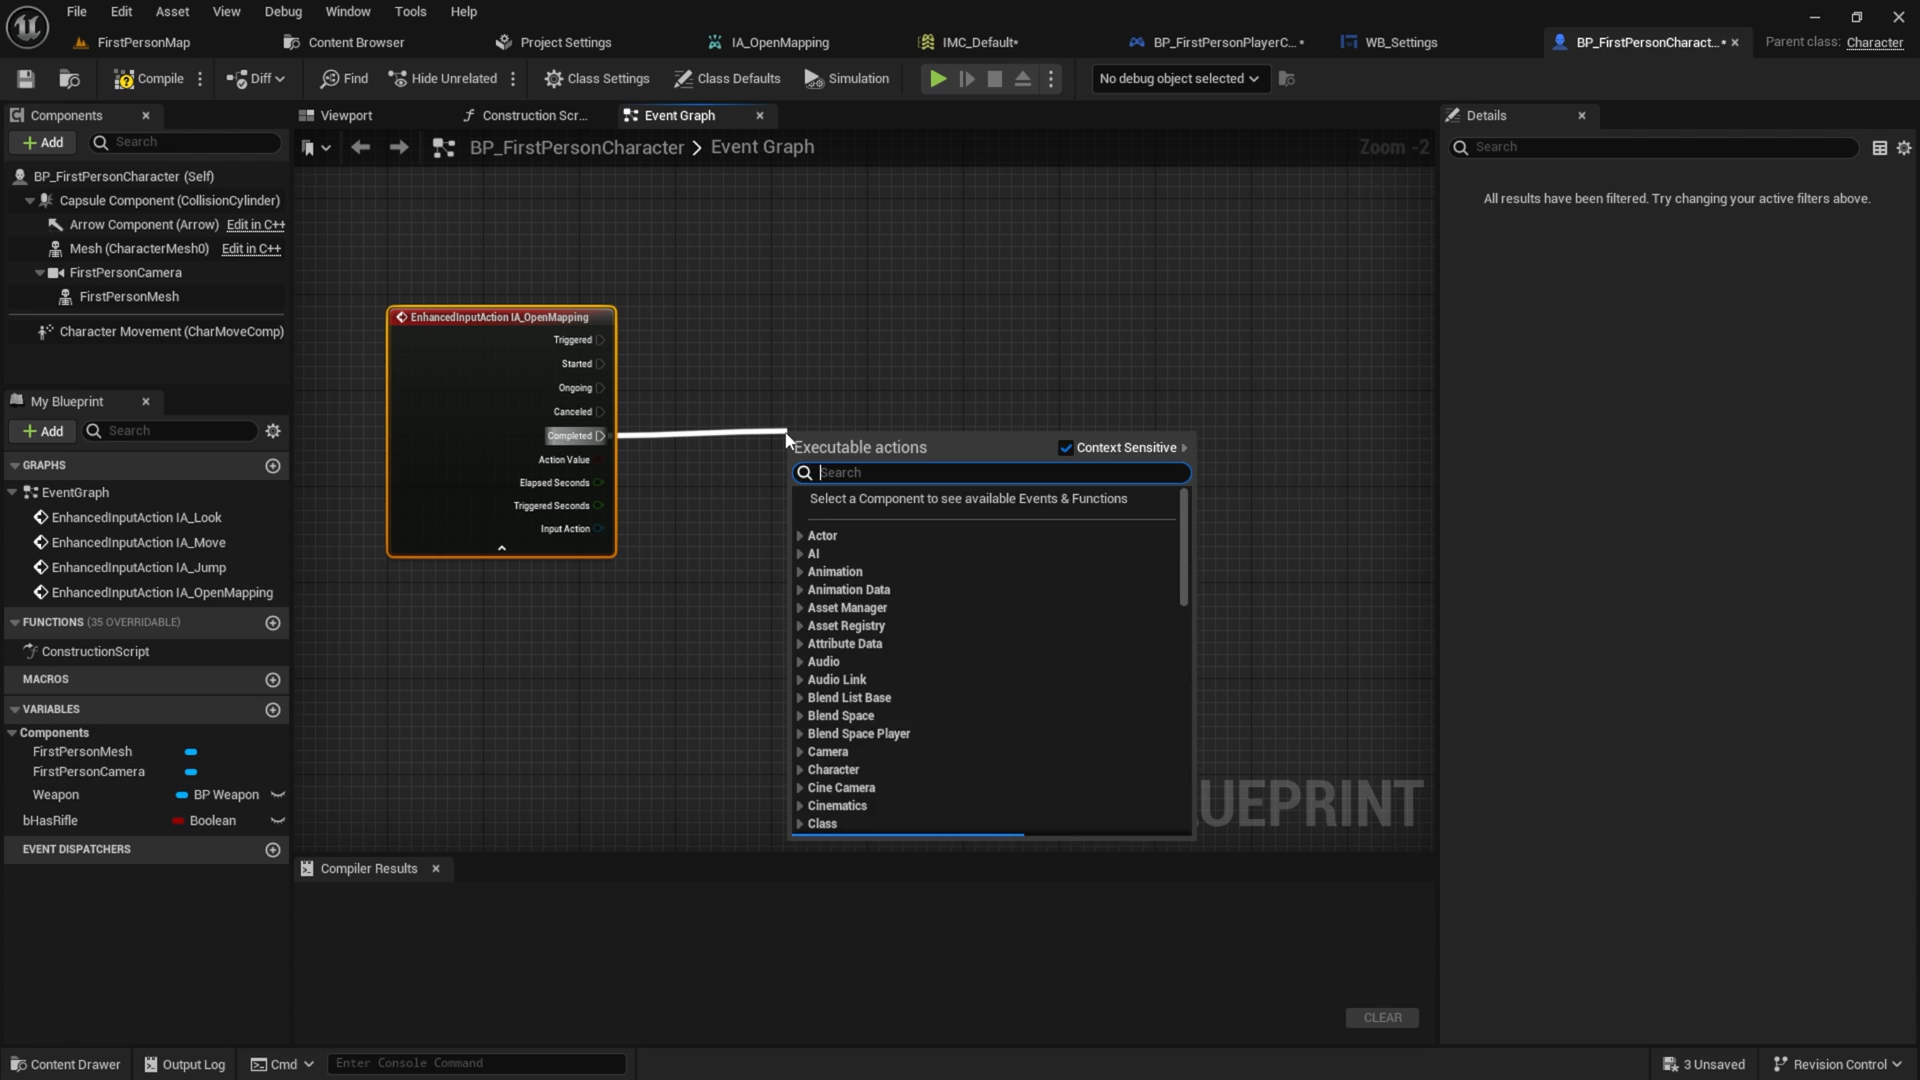 File Edit Asset View Debug Window Tools Help
FirstPersonMap Content Browser Project Settings IA_OpenMapping IMC_Default* BP_FirstPersonPlayerC...* WB_Settings BP_FirstPersonCharact...* Parent class: Character
Compile Diff Find Hide Unrelated Class Settings Class Defaults Simulation No debug object selected
Components
Add Search
BP_FirstPersonCharacter (Self)
Capsule Component (CollisionCylinder)
Arrow Component (Arrow) Edit in C++
Mesh (CharacterMesh0) Edit in C++
FirstPersonCamera
FirstPersonMesh
Character Movement (CharMoveComp)
My Blueprint
Add Search
GRAPHS
EventGraph
EnhancedInputAction IA_Look
EnhancedInputAction IA_Move
EnhancedInputAction IA_Jump
EnhancedInputAction IA_OpenMapping
FUNCTIONS (35 OVERRIDABLE)
ConstructionScript
MACROS
VARIABLES
Components
FirstPersonMesh
FirstPersonCamera
Weapon BP Weapon
bHasRifle Boolean
EVENT DISPATCHERS
Viewport Construction Scr... Event Graph
BP_FirstPersonCharacter > Event Graph Zoom -2
EnhancedInputAction IA_OpenMapping
Triggered
Started
Ongoing
Canceled
Completed
Action Value
Elapsed Seconds
Triggered Seconds
Input Action
Executable actions Context Sensitive
Search
Select a Component to see available Events & Functions
Actor
AI
Animation
Animation Data
Asset Manager
Asset Registry
Attribute Data
Audio
Audio Link
Blend List Base
Blend Space
Blend Space Player
Camera
Character
Cine Camera
Cinematics
Class
UEPRINT
Compiler Results
CLEAR
Details
Search
All results have been filtered. Try changing your active filters above.
Content Drawer Output Log Cmd Enter Console Command 3 Unsaved Revision Control